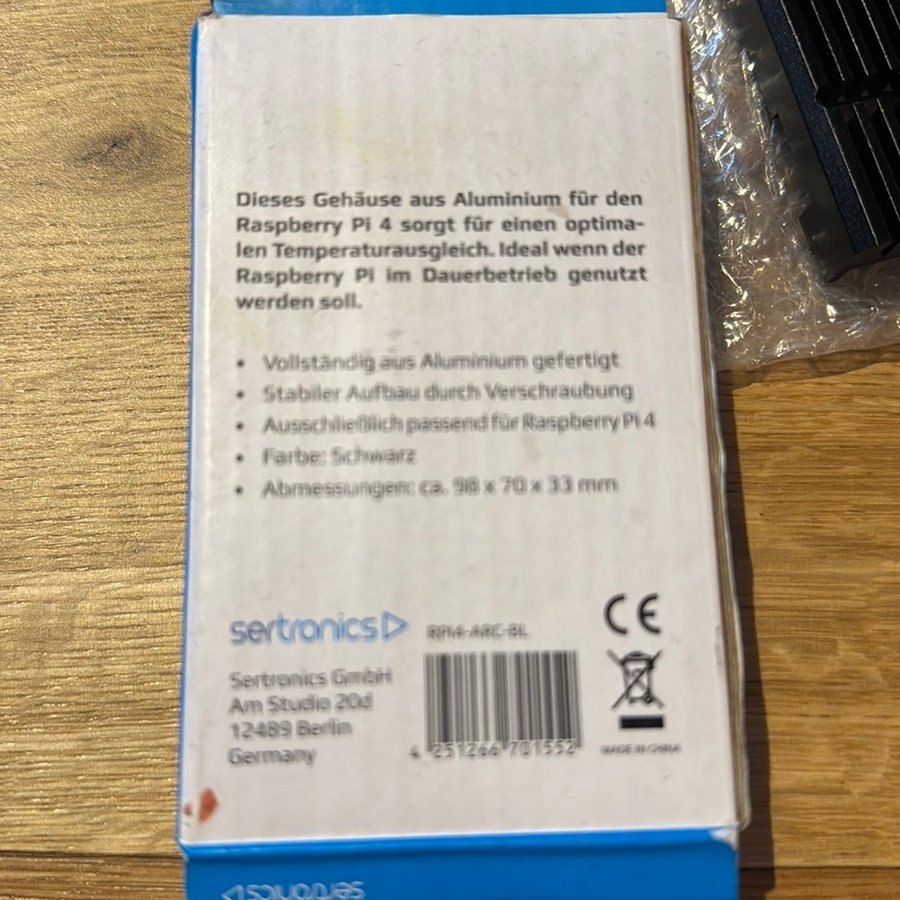 Dieses Gehäuse aus Aluminium für den
Raspberry Pi 4 sorgt für einen optima-
len Temperaturausgleich. Ideal wenn der
Raspberry Pi im Dauerbetrieb genutzt
werden soll.
• Vollständig aus Aluminium gefertigt
• Stabiler Aufbau durch Verschraubung
• Ausschließlich passend für Raspberry Pi 4
• Farbe: Schwarz
• Abmessungen: ca. 98 x 70 x 33 mm
sertronics
RPI4-ARC-BL
CE
Sertronics GmbH
Am Studio 20d
12489 Berlin
Germany
4 251266 701552
MADE IN CHINA
sertronics